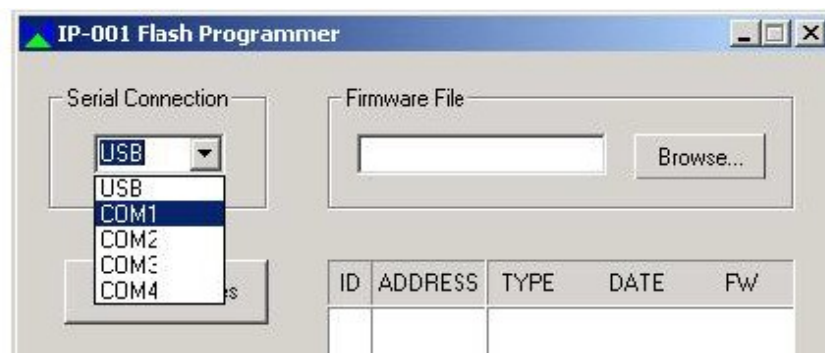 IP-001 Flash Programmer
Serial Connection
Firmware File
USB
Browse...
USB
COM1
COM2
COM3
COM4
ID ADDRESS TYPE DATE FW